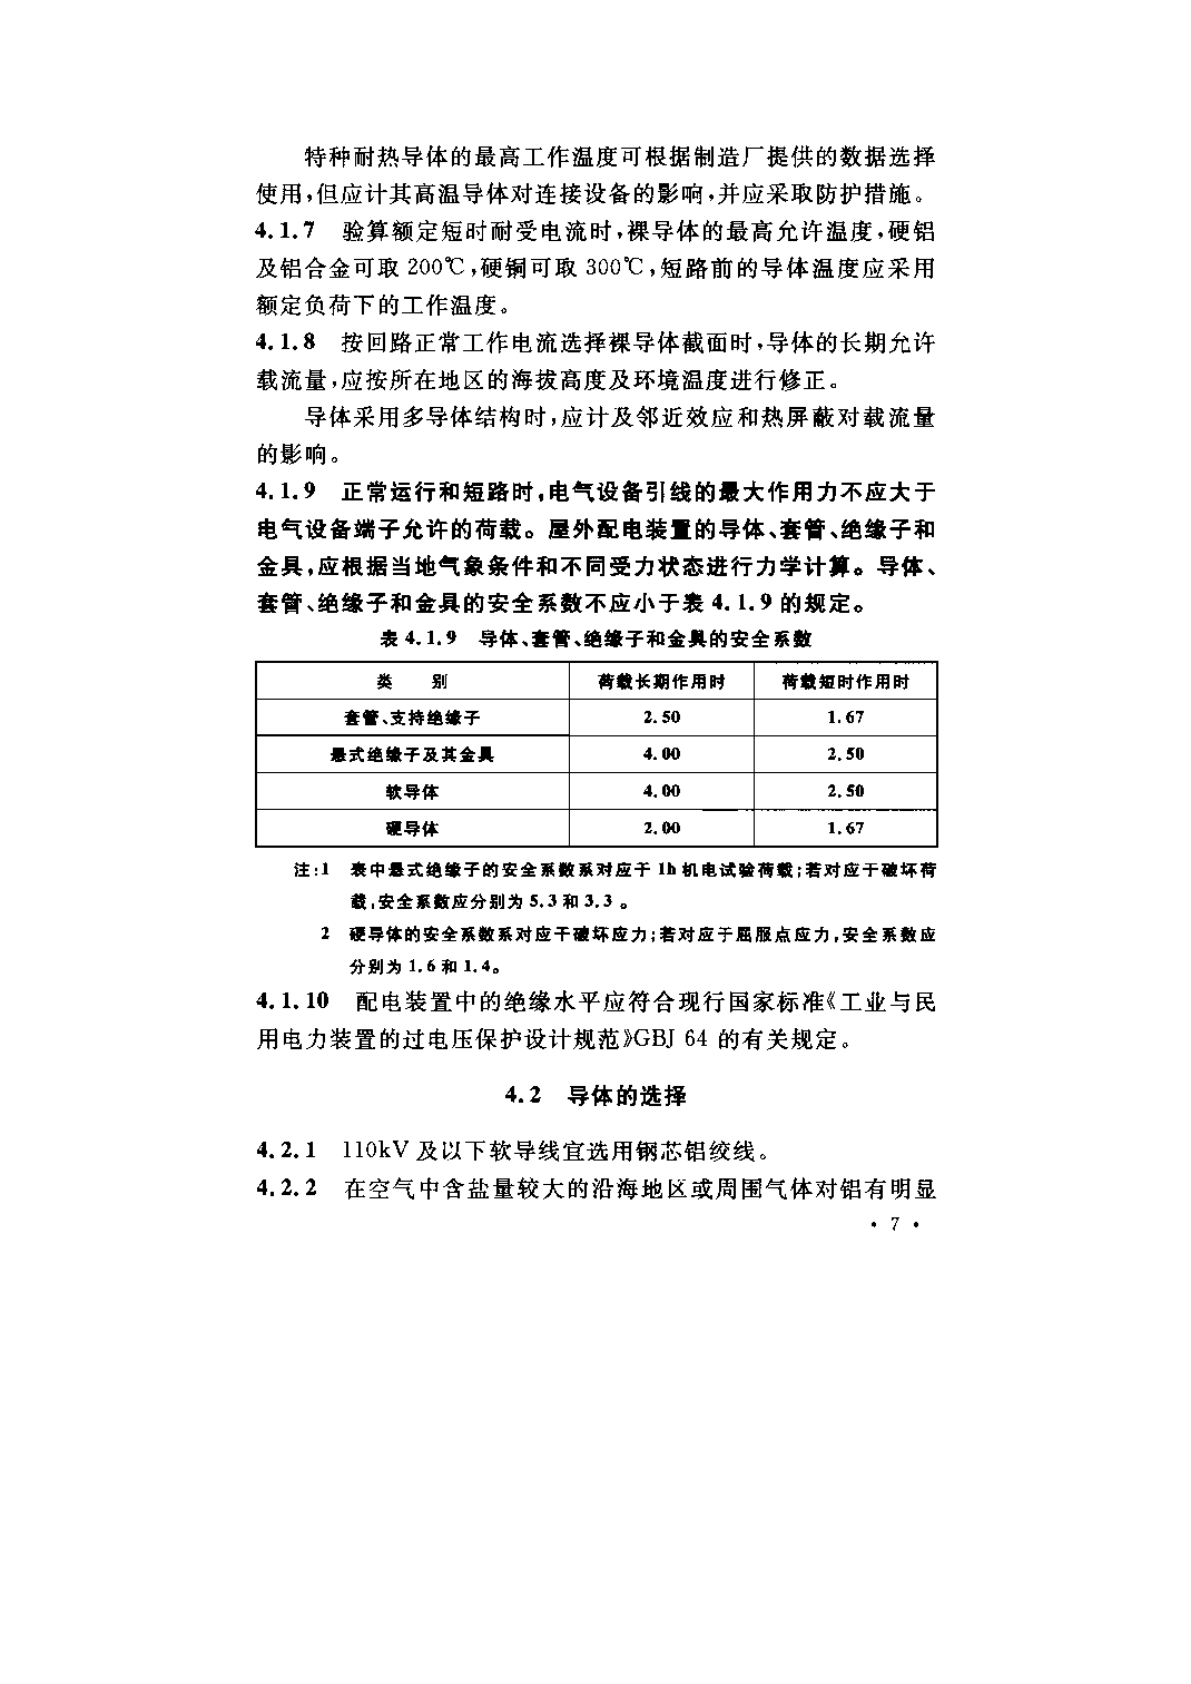 特种耐热导体的最高工作温度可根据制造厂提供的数据选择
使用,但应计其高温导体对连接设备的影响,并应采取防护措施。
4.1.7 验算额定短时耐受电流时,裸导体的最高允许温度,硬铝
及铝合金可取 200℃,硬铜可取 300℃,短路前的导体温度应采用
额定负荷下的工作温度。
4.1.8 按回路正常工作电流选择裸导体截面时,导体的长期允许
载流量,应按所在地区的海拔高度及环境温度进行修正。
导体采用多导体结构时,应计及邻近效应和热屏蔽对载流量
的影响。
4.1.9 正常运行和短路时,电气设备引线的最大作用力不应大于
电气设备端子允许的荷载。屋外配电装置的导体、套管、绝缘子和
金具,应根据当地气象条件和不同受力状态进行力学计算。导体、
套管、绝缘子和金具的安全系数不应小于表 4.1.9 的规定。
表 4.1.9 导体、套管、绝缘子和金具的安全系数
类 别 荷载长期作用时 荷载短时作用时
套管、支持绝缘子 2.50 1.67
悬式绝缘子及其金具 4.00 2.50
软导体 4.00 2.50
硬导体 2.00 1.67
注:1 表中悬式绝缘子的安全系数系对应于 1h 机电试验荷载;若对应于破坏荷
载,安全系数应分别为 5.3 和 3.3 。
2 硬导体的安全系数系对应于破坏应力;若对应于屈服点应力,安全系数应
分别为 1.6 和 1.4。
4.1.10 配电装置中的绝缘水平应符合现行国家标准《工业与民
用电力装置的过电压保护设计规范》GBJ 64 的有关规定。
4.2 导体的选择
4.2.1 110kV 及以下软导线宜选用钢芯铝绞线。
4.2.2 在空气中含盐量较大的沿海地区或周围气体对铝有明显
· 7 ·